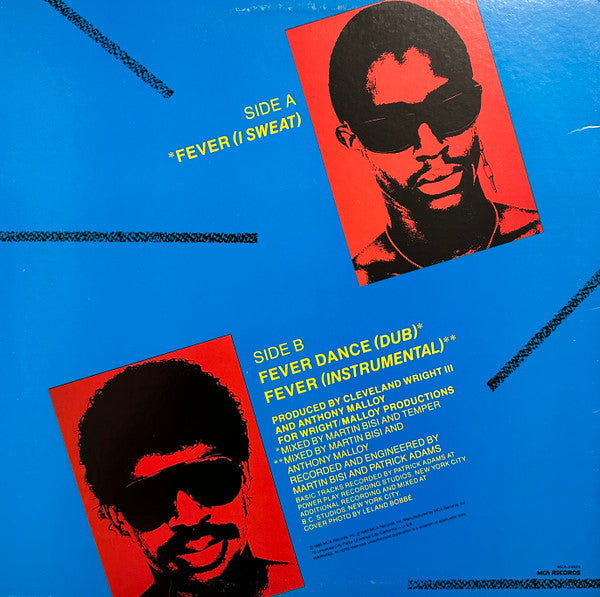 SIDE A
*FEVER (I SWEAT)
SIDE B
FEVER DANCE (DUB)*
FEVER (INSTRUMENTAL)**
PRODUCED BY CLEVELAND WRIGHT III
AND ANTHONY MALLOY
FOR WRIGHT/MALLOY PRODUCTIONS
*MIXED BY MARTIN BISI AND TEMPER
**MIXED BY MARTIN BISI AND
ANTHONY MALLOY
RECORDED AND ENGINEERED BY
MARTIN BISI AND PATRICK ADAMS
BASIC TRACKS RECORDED BY PATRICK ADAMS AT
POWER PLAY RECORDING STUDIOS, NEW YORK CITY.
ADDITIONAL RECORDING AND MIXED AT
B.C. STUDIOS, NEW YORK CITY.
COVER PHOTO BY LELAND BOBBÉ
MCA RECORDS